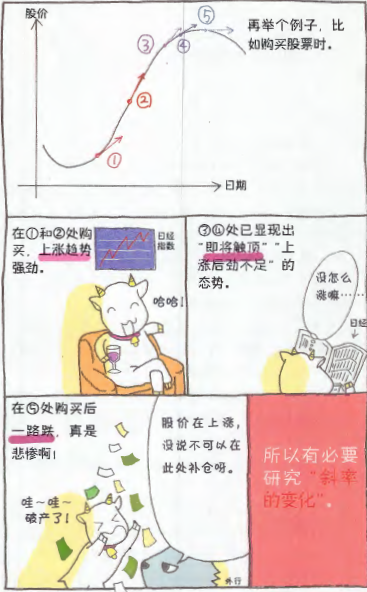 股价
⑤
③
④
再举个例子，比
如购买股票时。
②
①
日期
在①和②处购
买，上涨趋势
强劲。
日经
指数
哈哈！
③④处已显现出
“即将触顶”“上
涨后劲不足”的
态势。
没怎么
涨嘛……
日经
在⑤处购买后
一路跌，真是
悲惨啊！
哇～哇～
破产了！
股价在上涨，
没说不可以在
此处补仓呀。
外行
所以有必要
研究“斜率
的变化”。